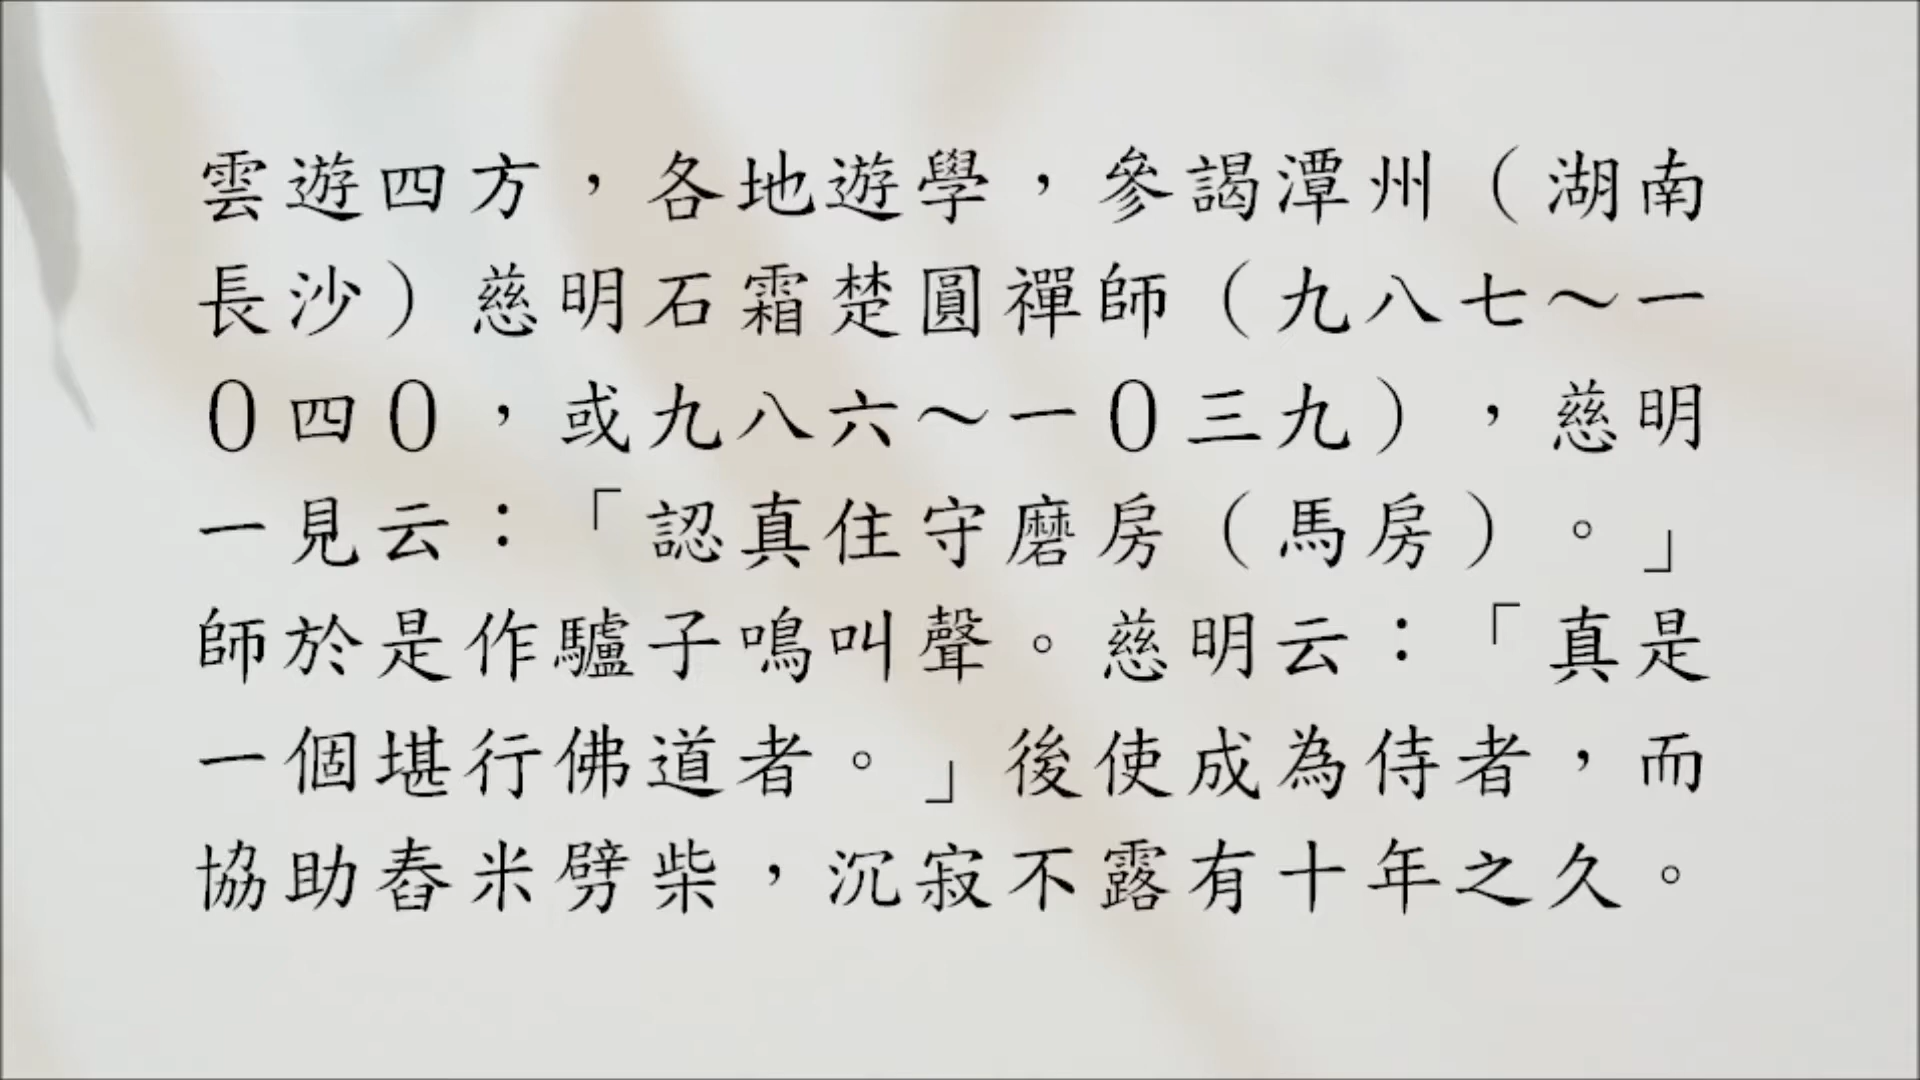 雲遊四方，各地遊學，參謁潭州（湖南
長沙）慈明石霜楚圓禪師（九八七～一
０四０，或九八六～一０三九），慈明
一見云：「認真住守磨房（馬房）。」
師於是作驢子鳴叫聲。慈明云：「真是
一個堪行佛道者。」後使成為侍者，而
協助舂米劈柴，沉寂不露有十年之久。